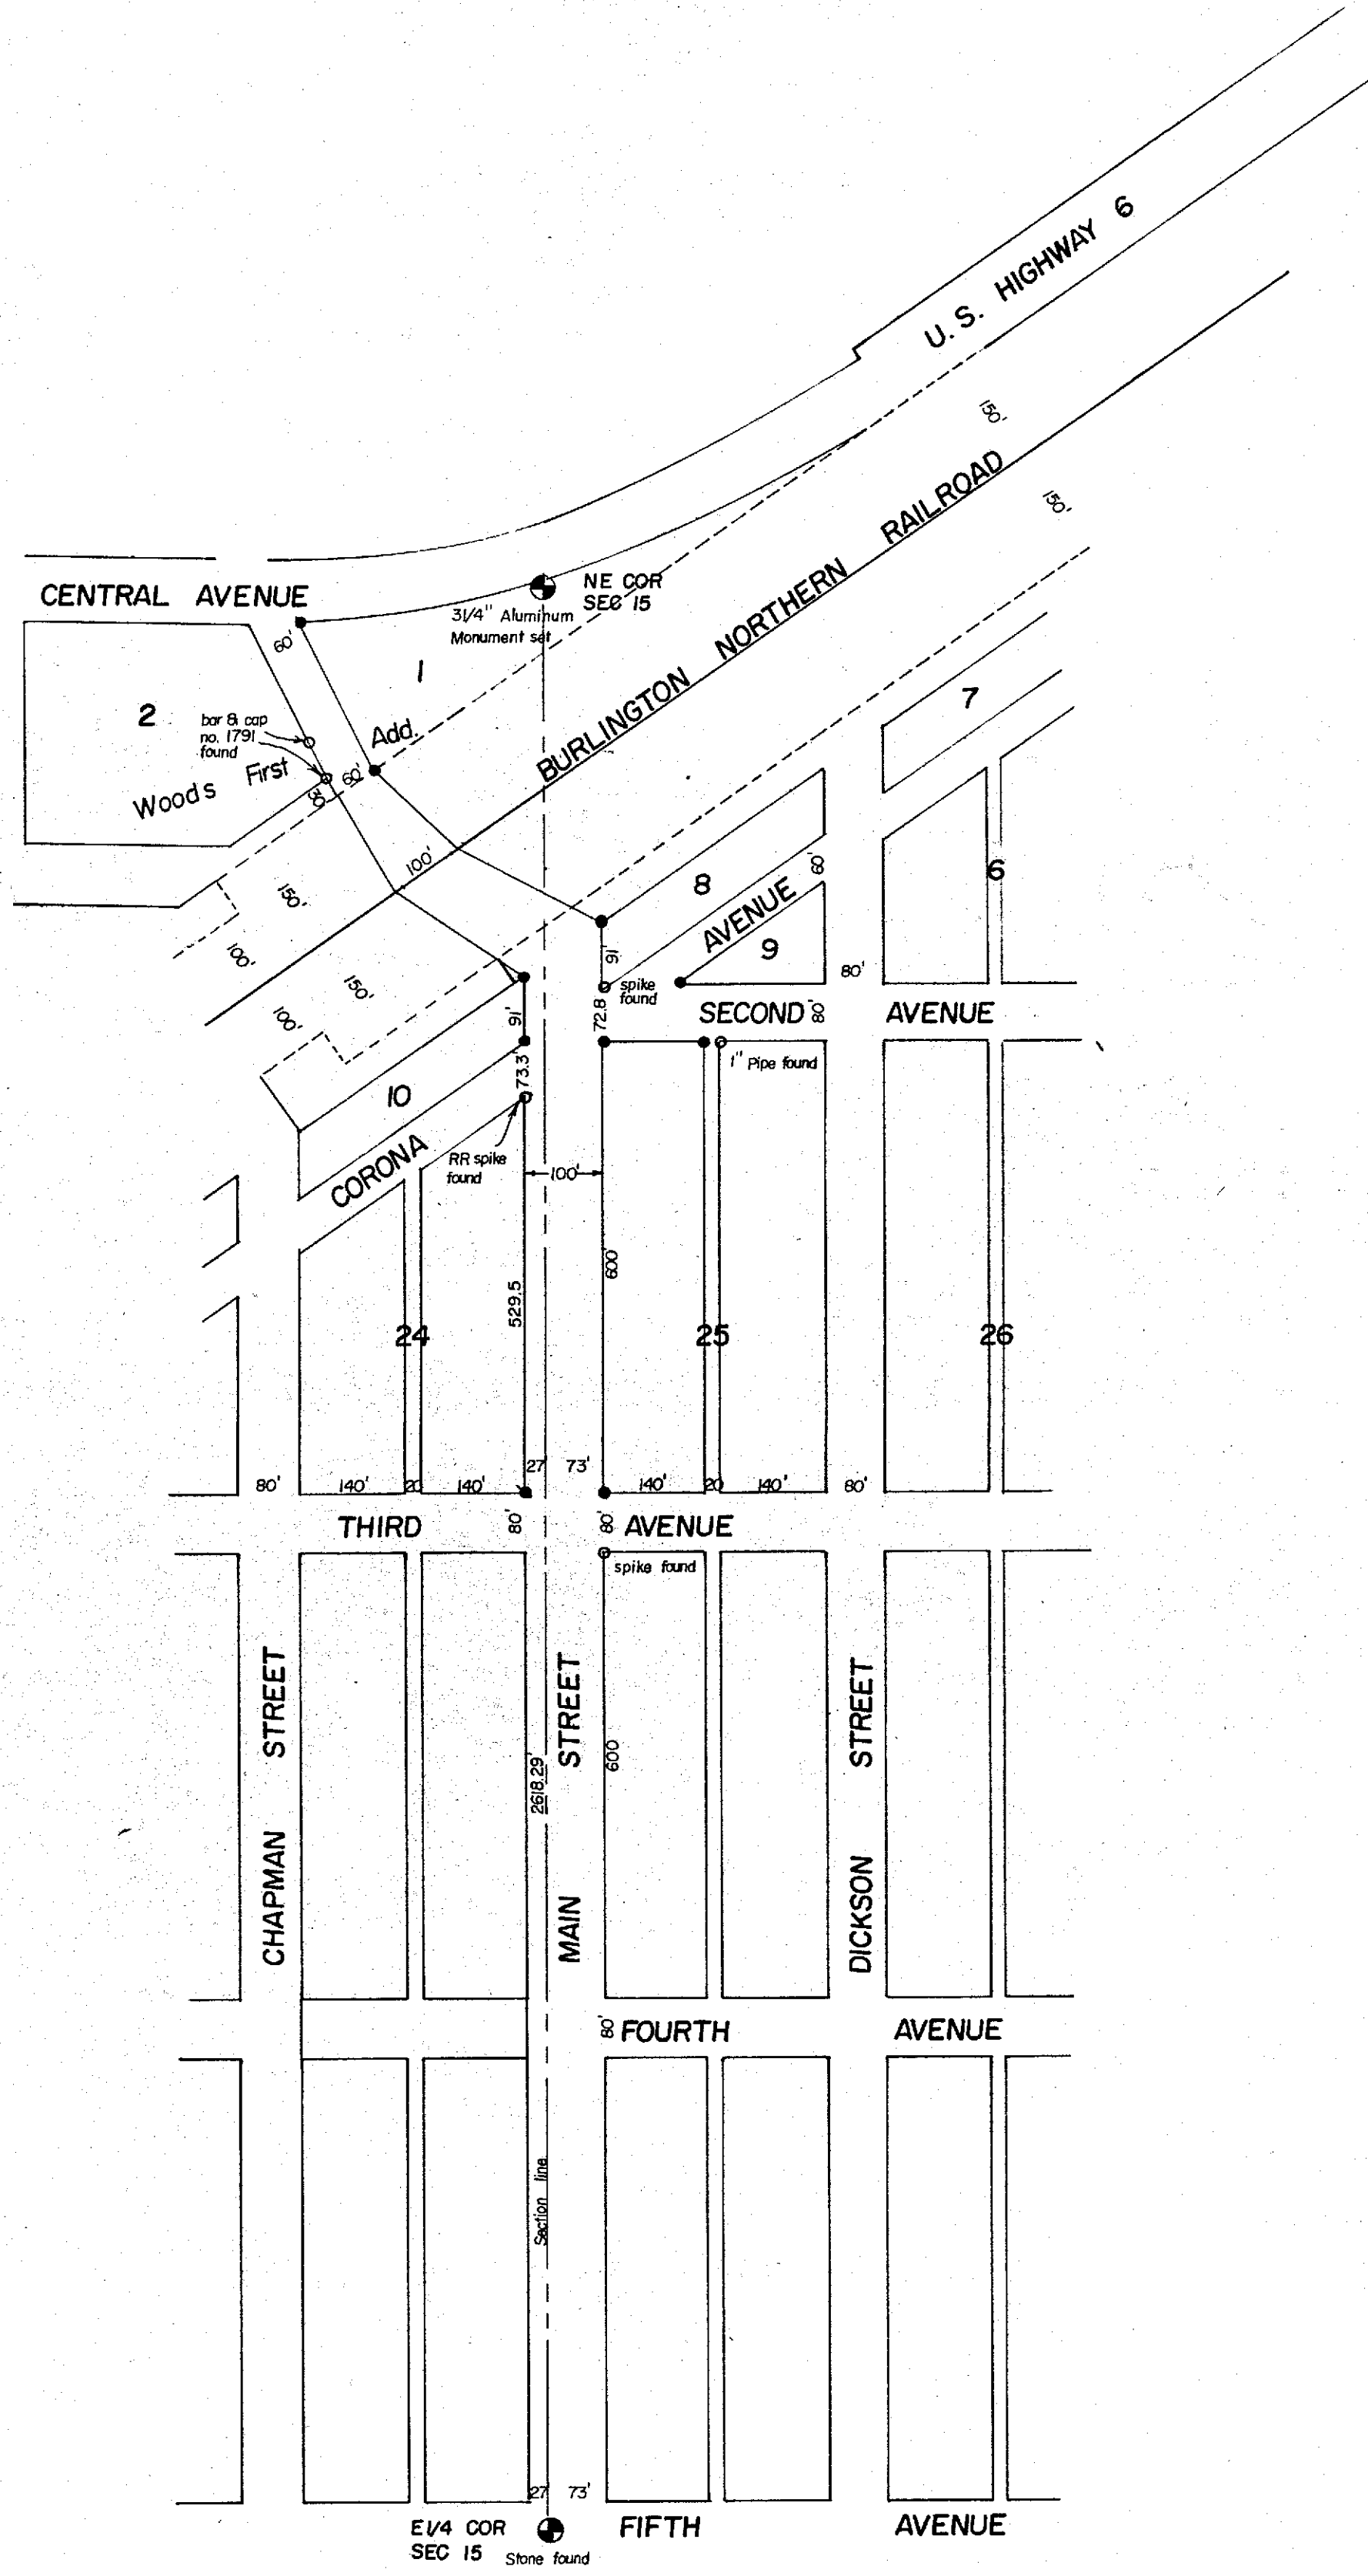 U. S. HIGHWAY 6
150'
BURLINGTON NORTHERN RAILROAD
150'
NE COR
SEC 15
CENTRAL AVENUE
3 1/4" Aluminum
Monument set
60'
1
7
2
bar & cap
no. 1791
found
Add.
First
60'
Woods
30'
100'
150'
8
60'
6
AVENUE
9
100'
91'
80'
spike
found
150'
72.8
SECOND
80'
AVENUE
100'
91'
1" Pipe found
73.3'
10
CORONA
RR spike
found
100'
600'
529.5
24
25
26
27
73'
80'
140'
20
140'
140'
20
140'
80'
THIRD
80'
80'
AVENUE
spike found
CHAPMAN STREET
2618.29'
MAIN STREET
600
DICKSON STREET
80'
FOURTH
AVENUE
Section line
27
73'
E1/4 COR
SEC 15
Stone found
FIFTH
AVENUE